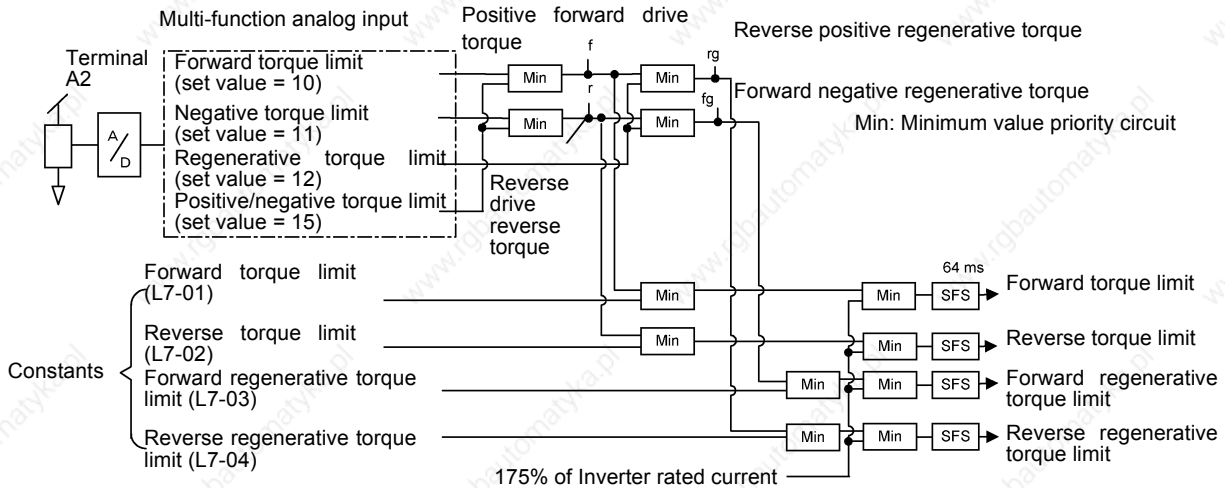 Multi-function analog input
Positive forward drive
torque
Reverse positive regenerative torque
Terminal
A2
Forward torque limit
(set value = 10)
Negative torque limit
(set value = 11)
Regenerative torque limit
(set value = 12)
Positive/negative torque limit
(set value = 15)
A/D
Min
f
Min
rg
Min
r
Min
fg
Forward negative regenerative torque
Min: Minimum value priority circuit
Reverse
drive
reverse
torque
Constants
Forward torque limit
(L7-01)
Reverse torque limit
(L7-02)
Forward regenerative torque
limit (L7-03)
Reverse regenerative torque
limit (L7-04)
64 ms
Min
Min
SFS
Forward torque limit
Min
Min
SFS
Reverse torque limit
Min
Min
SFS
Forward regenerative
torque limit
Min
Min
SFS
Reverse regenerative
torque limit
175% of Inverter rated current
www.rgbautomatyka.pl